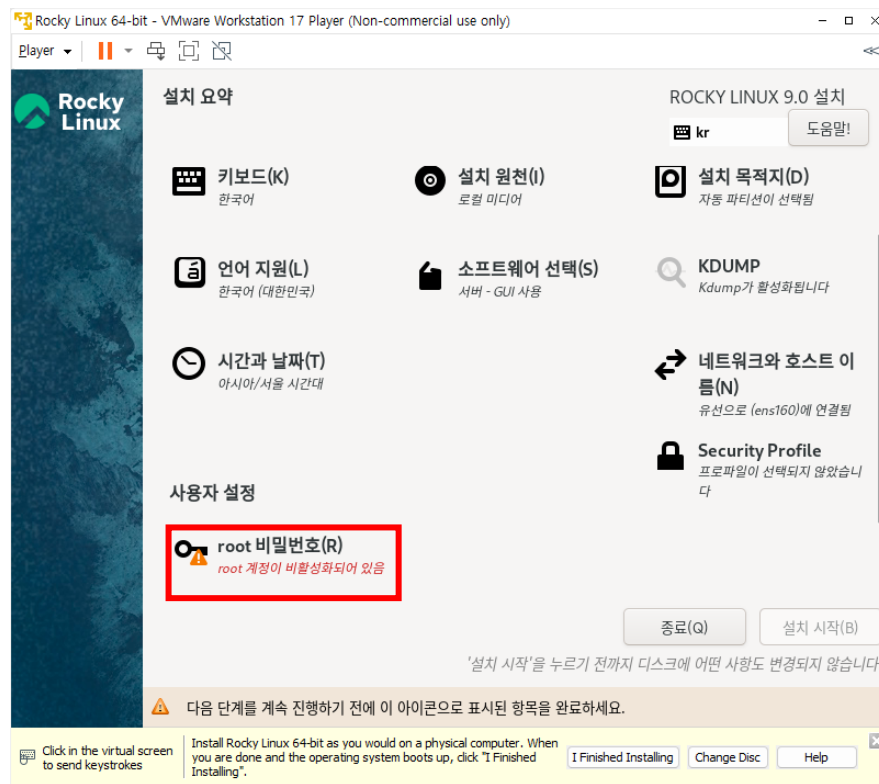 Rocky Linux 64-bit - VMware Workstation 17 Player (Non-commercial use only)
Player
Rocky
Linux
설치 요약
ROCKY LINUX 9.0 설치
kr
도움말!
키보드(K)
한국어
설치 원천(I)
로컬 미디어
설치 목적지(D)
자동 파티션이 선택됨
언어 지원(L)
한국어 (대한민국)
소프트웨어 선택(S)
서버 - GUI 사용
KDUMP
Kdump가 활성화됩니다
시간과 날짜(T)
아시아/서울 시간대
네트워크와 호스트 이
름(N)
유선으로 (ens160)에 연결됨
Security Profile
프로파일이 선택되지 않았습니
다
사용자 설정
root 비밀번호(R)
root 계정이 비활성화되어 있음
종료(Q)
설치 시작(B)
'설치 시작'을 누르기 전까지 디스크에 어떤 사항도 변경되지 않습니다
다음 단계를 계속 진행하기 전에 이 아이콘으로 표시된 항목을 완료하세요.
Click in the virtual screen
to send keystrokes
Install Rocky Linux 64-bit as you would on a physical computer. When
you are done and the operating system boots up, click "I Finished
Installing".
I Finished Installing
Change Disc
Help